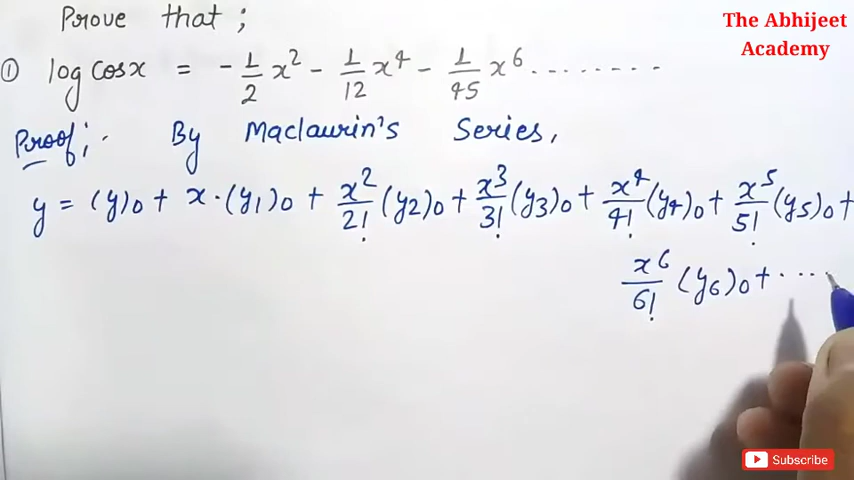 Prove that ;
The Abhijeet Academy
① log cosx = -1/2 x² - 1/12 x⁴ - 1/45 x⁶ ........
Proof ; . By Maclaurin's Series,
y = (y)₀ + x·(y₁)₀ + x²/2! (y₂)₀ + x³/3! (y₃)₀ + x⁴/4! (y₄)₀ + x⁵/5! (y₅)₀ +
x⁶/6! (y₆)₀ + ....
Subscribe